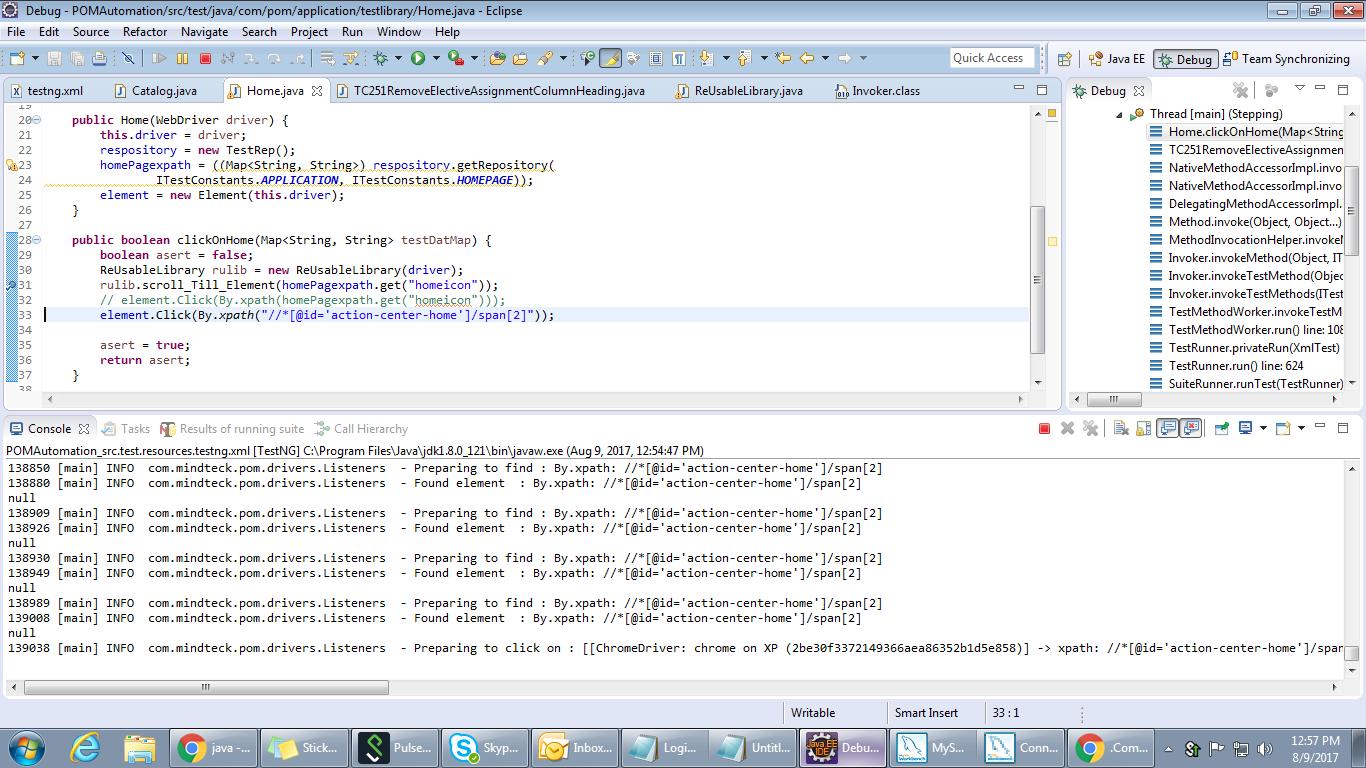 Debug - POMAutomation/src/test/java/com/pom/application/testlibrary/Home.java - Eclipse
File Edit Source Refactor Navigate Search Project Run Window Help
Quick Access Java EE Debug Team Synchronizing
testng.xml Catalog.java Home.java TC251RemoveElectiveAssignmentColumnHeading.java ReUsableLibrary.java Invoker.class
19
20 public Home(WebDriver driver) {
21 this.driver = driver;
22 respository = new TestRep();
23 homePagexpath = ((Map<String, String>) respository.getRepository(
24 ITestConstants.APPLICATION, ITestConstants.HOMEPAGE));
25 element = new Element(this.driver);
26 }
27
28 public boolean clickOnHome(Map<String, String> testDatMap) {
29 boolean asert = false;
30 ReUsableLibrary rulib = new ReUsableLibrary(driver);
31 rulib.scroll_Till_Element(homePagexpath.get("homeicon"));
32 // element.Click(By.xpath(homePagexpath.get("homeicon")));
33 element.Click(By.xpath("//*[@id='action-center-home']/span[2]"));
34
35 asert = true;
36 return asert;
37 }
38
Debug
Thread [main] (Stepping)
Home.clickOnHome(Map<String
TC251RemoveElectiveAssignmen
NativeMethodAccessorImpl.invo
NativeMethodAccessorImpl.invo
DelegatingMethodAccessorImpl.
Method.invoke(Object, Object...)
MethodInvocationHelper.invokeM
Invoker.invokeMethod(Object, IT
Invoker.invokeTestMethod(Objec
Invoker.invokeTestMethods(ITes
TestMethodWorker.invokeTestM
TestMethodWorker.run() line: 108
TestRunner.privateRun(XmlTest)
TestRunner.run() line: 624
SuiteRunner.runTest(TestRunner)
Console Tasks Results of running suite Call Hierarchy
POMAutomation_src.test.resources.testng.xml [TestNG] C:\Program Files\Java\jdk1.8.0_121\bin\javaw.exe (Aug 9, 2017, 12:54:47 PM)
138850 [main] INFO com.mindteck.pom.drivers.Listeners - Preparing to find : By.xpath: //*[@id='action-center-home']/span[2]
138880 [main] INFO com.mindteck.pom.drivers.Listeners - Found element : By.xpath: //*[@id='action-center-home']/span[2]
null
138909 [main] INFO com.mindteck.pom.drivers.Listeners - Preparing to find : By.xpath: //*[@id='action-center-home']/span[2]
138926 [main] INFO com.mindteck.pom.drivers.Listeners - Found element : By.xpath: //*[@id='action-center-home']/span[2]
null
138930 [main] INFO com.mindteck.pom.drivers.Listeners - Preparing to find : By.xpath: //*[@id='action-center-home']/span[2]
138949 [main] INFO com.mindteck.pom.drivers.Listeners - Found element : By.xpath: //*[@id='action-center-home']/span[2]
null
138989 [main] INFO com.mindteck.pom.drivers.Listeners - Preparing to find : By.xpath: //*[@id='action-center-home']/span[2]
139008 [main] INFO com.mindteck.pom.drivers.Listeners - Found element : By.xpath: //*[@id='action-center-home']/span[2]
null
139038 [main] INFO com.mindteck.pom.drivers.Listeners - Preparing to click on : [[ChromeDriver: chrome on XP (2be30f3372149366aea86352b1d5e858)] -> xpath: //*[@id='action-center-home']/span
Writable Smart Insert 33 : 1
java -... Stick... Pulse... Skyp... Inbox... Logi... Untitl... Debu... MyS... Conn... .Com...
12:57 PM
8/9/2017